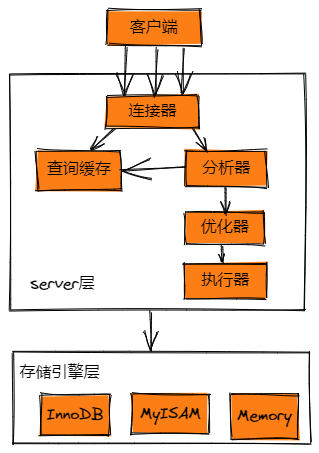 客户端
连接器
查询缓存
分析器
优化器
执行器
server层
存储引擎层
InnoDB
MyISAM
Memory